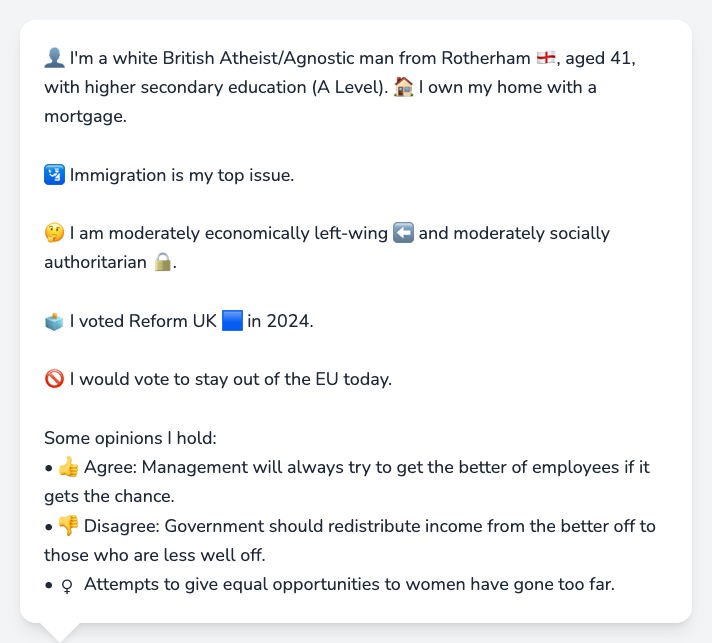 👤 I'm a white British Atheist/Agnostic man from Rotherham 🏴󠁧󠁢󠁥󠁮󠁧󠁿, aged 41,
with higher secondary education (A Level). 🏠 I own my home with a
mortgage.
🛂 Immigration is my top issue.
🤔 I am moderately economically left-wing ⬅️ and moderately socially
authoritarian 🔒.
🗳️ I voted Reform UK 🟦 in 2024.
🚫 I would vote to stay out of the EU today.
Some opinions I hold:
• 👍 Agree: Management will always try to get the better of employees if it
gets the chance.
• 👎 Disagree: Government should redistribute income from the better off to
those who are less well off.
• ♀ Attempts to give equal opportunities to women have gone too far.